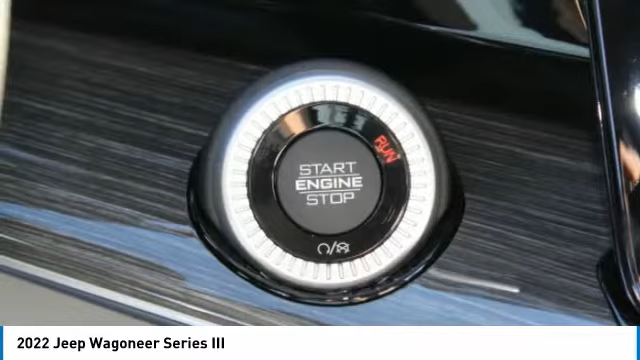 RUN
START
ENGINE
STOP
2022 Jeep Wagoneer Series III